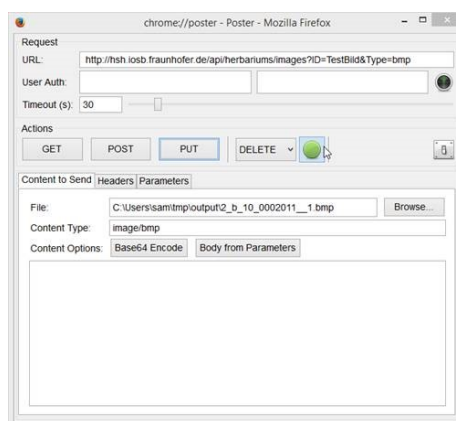 chrome://poster - Poster - Mozilla Firefox
Request
URL: http://hsh.iosb.fraunhofer.de/api/herbariums/images?ID=TestBild&Type=bmp
User Auth:
Timeout (s): 30
Actions
GET POST PUT DELETE
Content to Send Headers Parameters
File: C:\Users\sam\tmp\output\2_b_10_0002011__1.bmp Browse...
Content Type: image/bmp
Content Options: Base64 Encode Body from Parameters